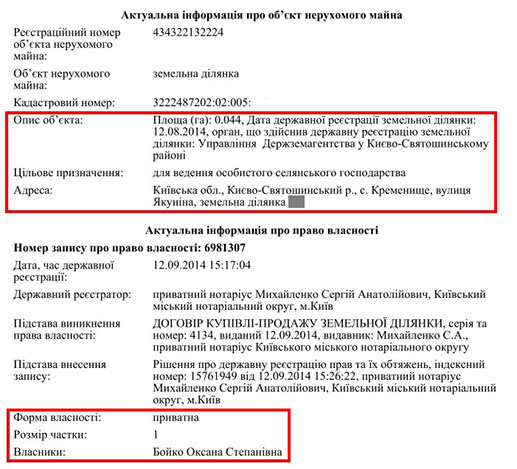 Актуальна інформація про об’єкт нерухомого майна
Реєстраційний номер
об’єкта нерухомого
майна:
434322132224
Об’єкт нерухомого
майна:
земельна ділянка
Кадастровий номер:
3222487202:02:005:
Опис об’єкта:
Площа (га): 0.044, Дата державної реєстрації земельної ділянки:
12.08.2014, орган, що здійснив державну реєстрацію земельної
ділянки: Управління Держземагентства у Києво-Святошинському
районі
Цільове призначення:
для ведення особистого селянського господарства
Адреса:
Київська обл., Києво-Святошинський р., с. Кременище, вулиця
Якуніна, земельна ділянка
Актуальна інформація про право власності
Номер запису про право власності: 6981307
Дата, час державної
реєстрації:
12.09.2014 15:17:04
Державний реєстратор:
приватний нотаріус Михайленко Сергій Анатолійович, Київський
міський нотаріальний округ, м.Київ
Підстава виникнення
права власності:
ДОГОВІР КУПІВЛІ-ПРОДАЖУ ЗЕМЕЛЬНОЇ ДІЛЯНКИ, серія та
номер: 4134, виданий 12.09.2014, видавник: Михайленко С.А.,
приватний нотаріус Київського міського нотаріального округу
Підстава внесення
запису:
Рішення про державну реєстрацію прав та їх обтяжень, індексний
номер: 15761949 від 12.09.2014 15:26:22, приватний нотаріус
Михайленко Сергій Анатолійович, Київський міський нотаріальний
округ, м.Київ
Форма власності:
приватна
Розмір частки:
1
Власники:
Бойко Оксана Степанівна